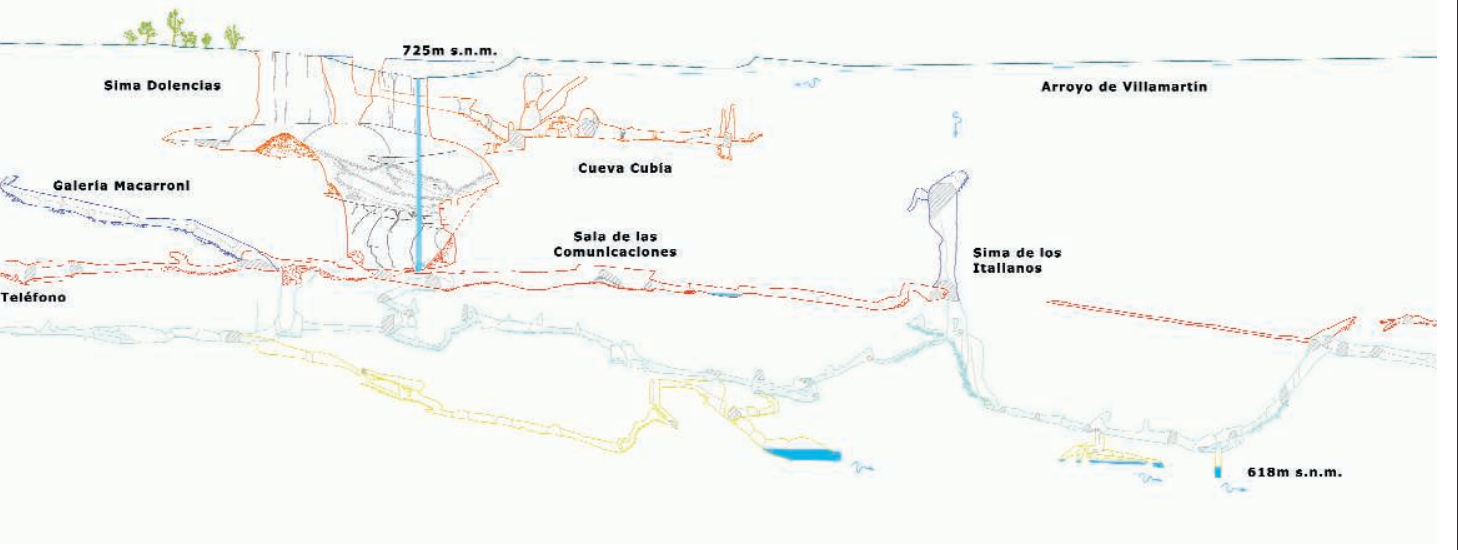 725m s.n.m.
Sima Dolencias
Arroyo de Villamartín
Cueva Cubía
Galería Macarroni
Sala de las
Comunicaciones
Sima de los
Italianos
Teléfono
618m s.n.m.